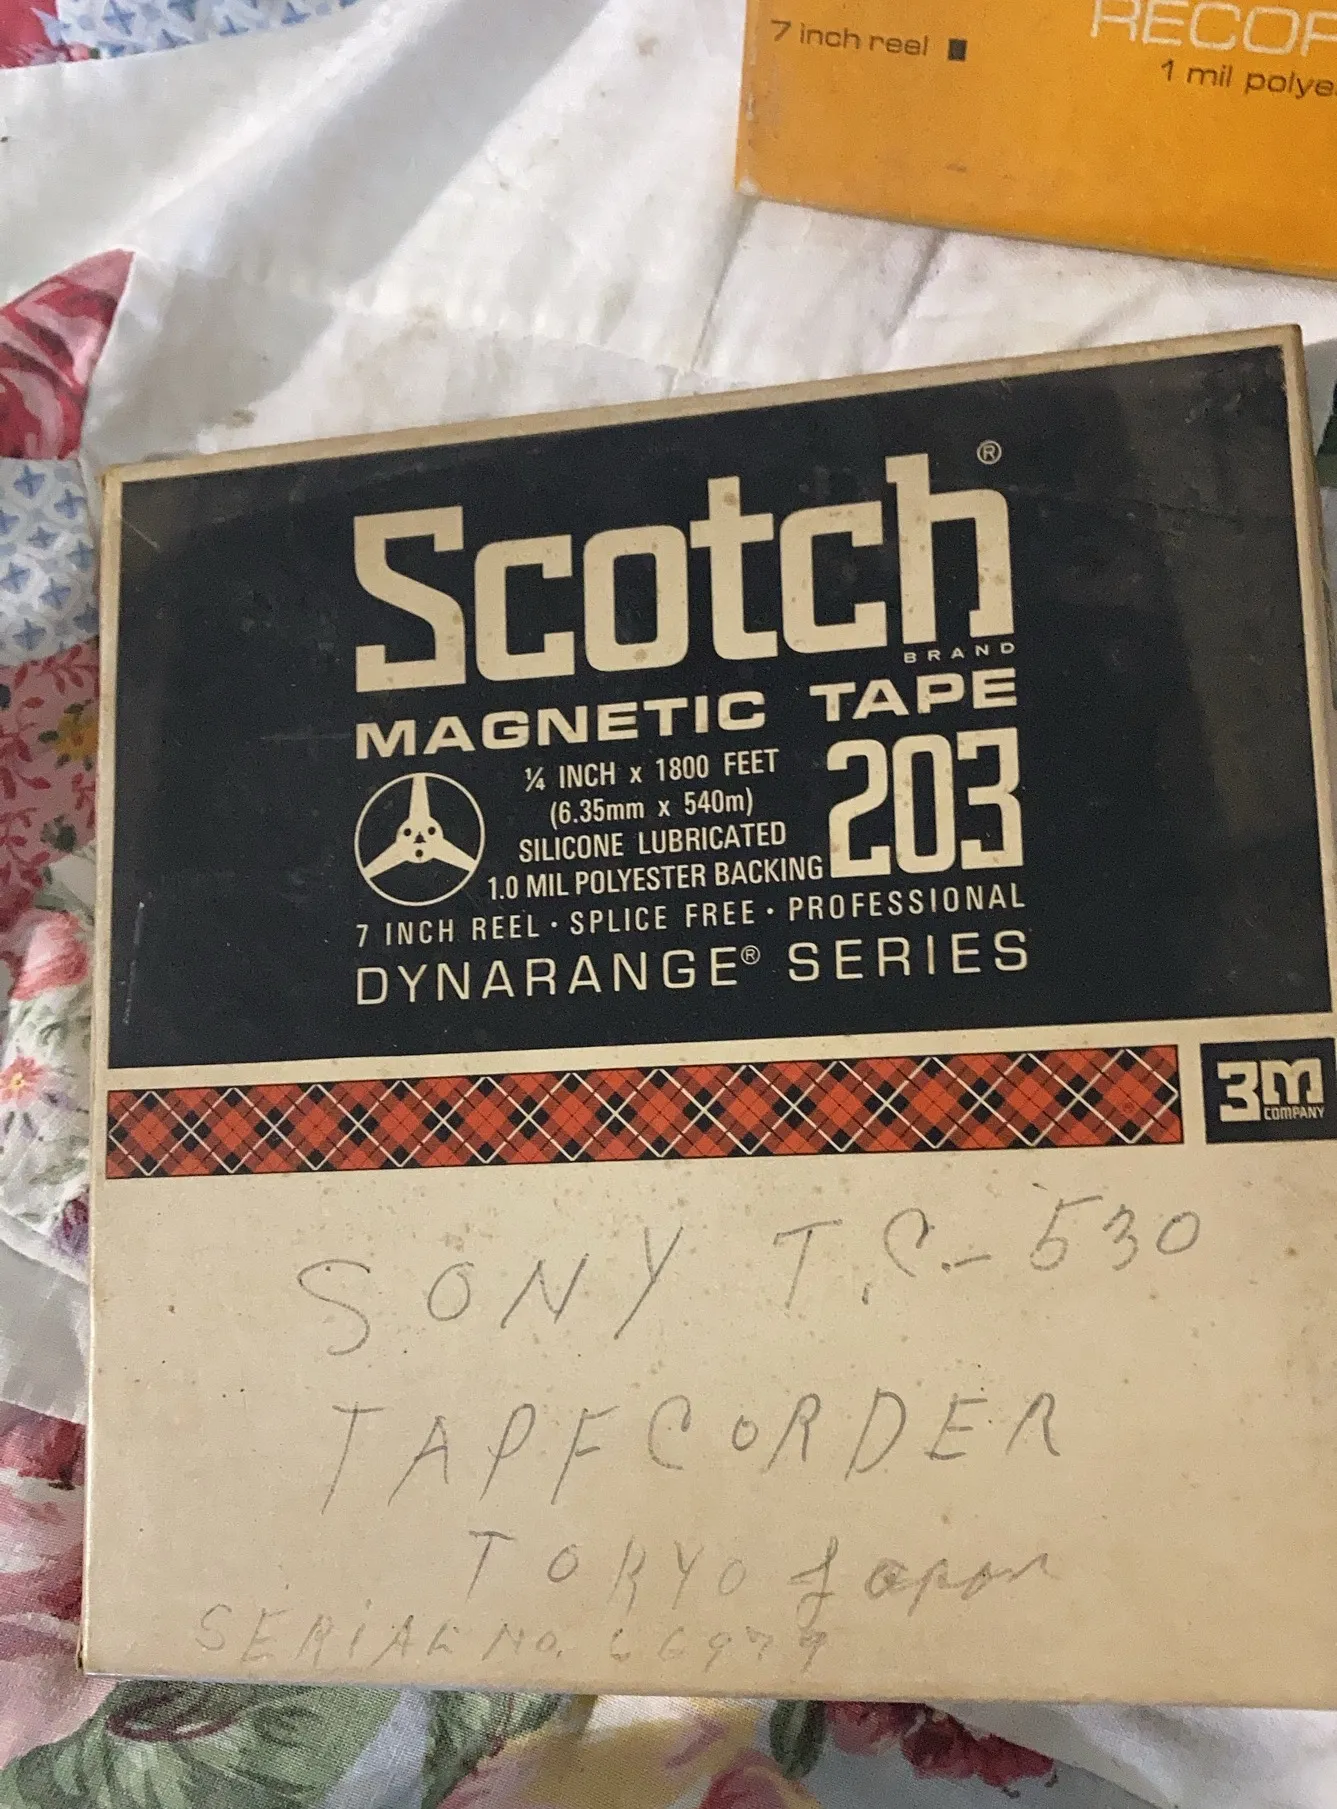 7 inch reel ■
1 mil polye
Scotch®
BRAND
MAGNETIC TAPE
¼ INCH x 1800 FEET
(6.35mm x 540m)
SILICONE LUBRICATED
1.0 MIL POLYESTER BACKING
203
7 INCH REEL · SPLICE FREE · PROFESSIONAL
DYNARANGE® SERIES
3M
COMPANY
SONY T.C.-530
TAPECORDER
TOKYO Japan
SERIAL NO. 66979